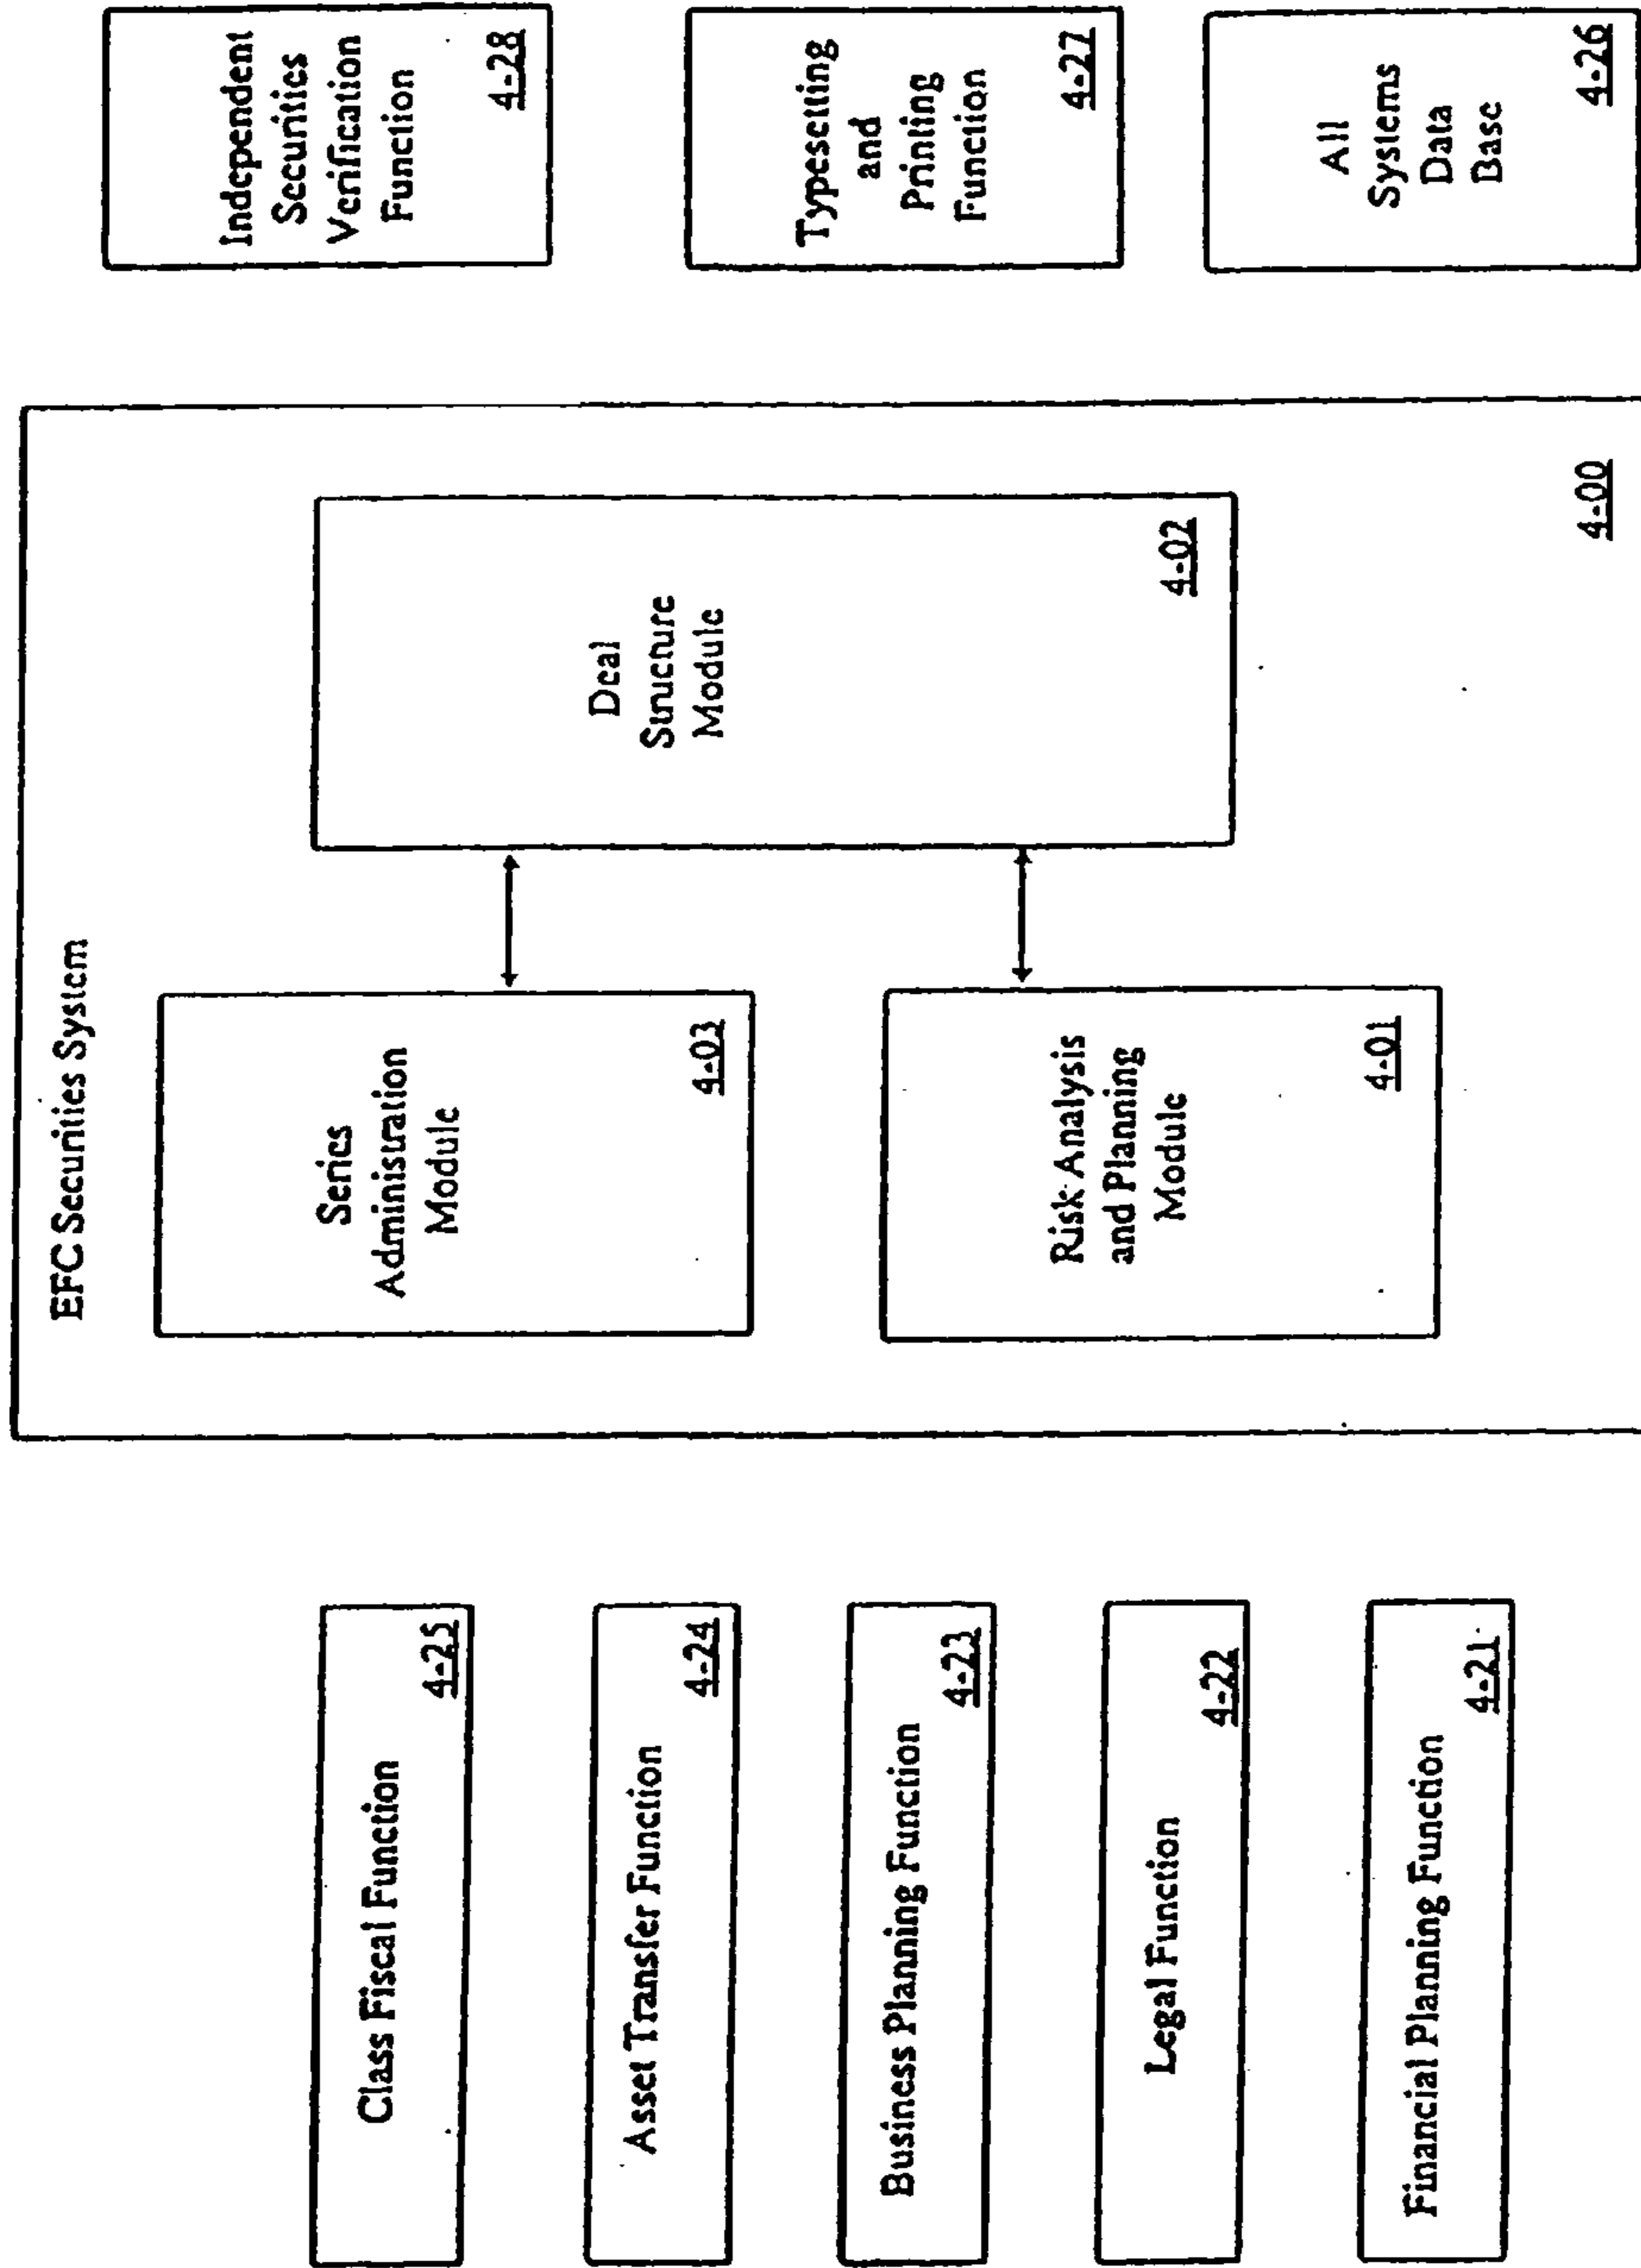 Class Fiscal Function
4-25
Asset Transfer Function
4-24
Business Planning Function
4-23
Legal Function
4-22
Financial Planning Function
4-21
EFC Securities System
Series
Administration
Module
4-03
Risk Analysis
and Planning
Module
4-01
Deal
Structure
Module
4-02
4-00
Independent
Securities
Verification
Function
4-28
Typesetting
and
Printing
Function
4-27
All
Systems
Data
Base
4-26